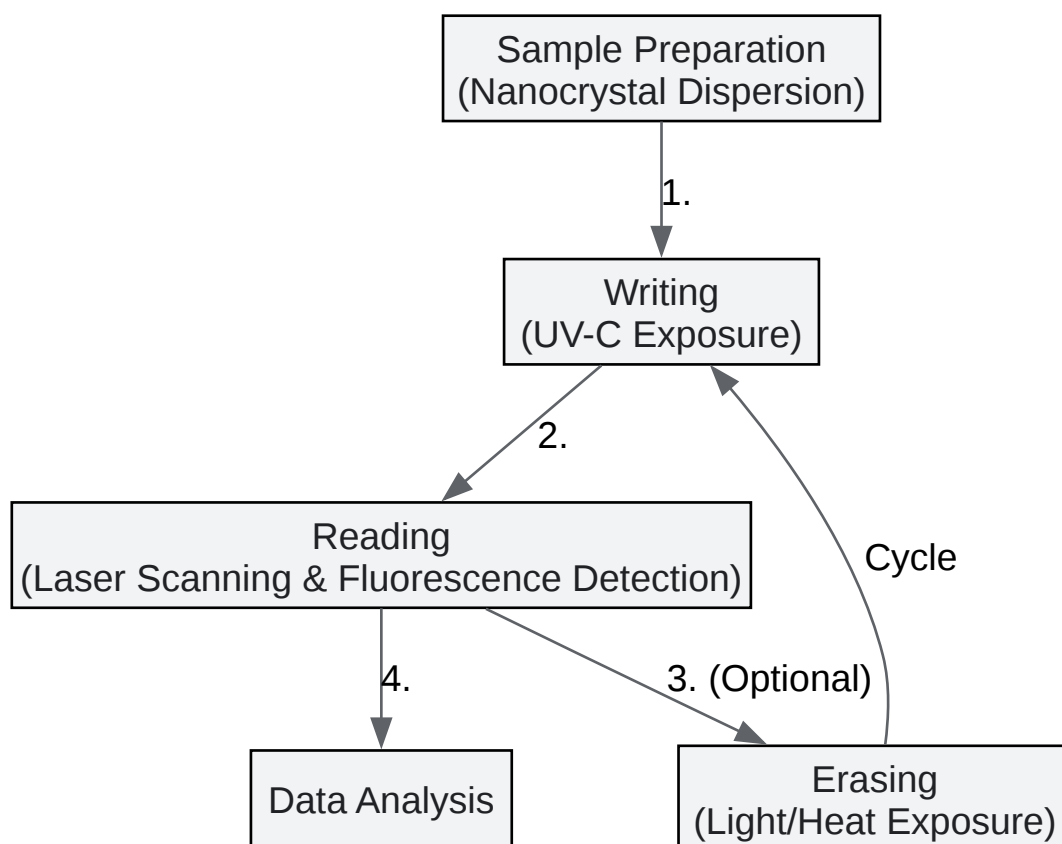 Sample Preparation
(Nanocrystal Dispersion)
1.
Writing
(UV-C Exposure)
2.
Reading
(Laser Scanning & Fluorescence Detection)
Cycle
4.
3. (Optional)
Data Analysis
Erasing
(Light/Heat Exposure)